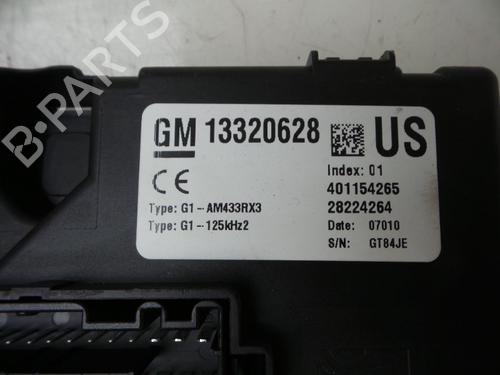 GM 13320628 US
Index: 01
401154265
CE
Type: G1-AM433RX3 28224264
Type: G1-125kHz2 Date: 07010
S/N: GT84JE
B-PARTS